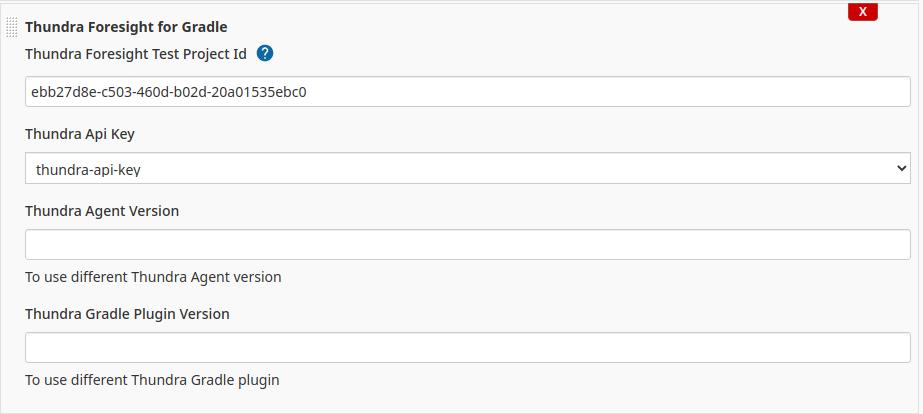 X
Thundra Foresight for Gradle
Thundra Foresight Test Project Id ?
ebb27d8e-c503-460d-b02d-20a01535ebc0
Thundra Api Key
thundra-api-key
Thundra Agent Version
To use different Thundra Agent version
Thundra Gradle Plugin Version
To use different Thundra Gradle plugin